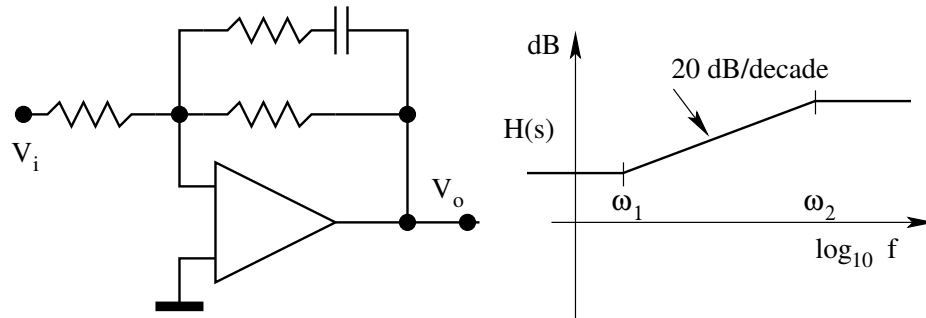 V_i
V_o
dB
20 dB/decade
H(s)
ω_1
ω_2
log_10 f